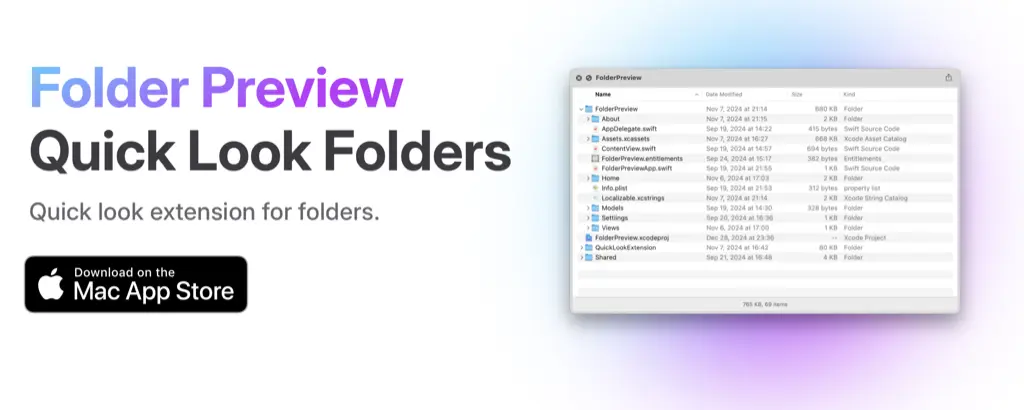 Folder Preview
Quick Look Folders
Quick look extension for folders.
Download on the
Mac App Store
FolderPreview
Name Date Modified Size Kind
FolderPreview Nov 7, 2024 at 21:14 980 KB Folder
About Nov 7, 2024 at 21:15 2 KB Folder
AppDelegate.swift Sep 19, 2024 at 14:22 415 bytes Swift Source Code
Assets.xcassets Nov 7, 2024 at 16:27 668 KB Xcode Asset Catalog
ContentView.swift Sep 19, 2024 at 14:57 694 bytes Swift Source Code
FolderPreview.entitlements Sep 24, 2024 at 15:17 382 bytes Entitlements
FolderPreviewApp.swift Sep 19, 2024 at 21:55 1 KB Swift Source Code
Home Nov 6, 2024 at 17:03 2 KB Folder
Info.plist Sep 19, 2024 at 21:53 312 bytes property list
Localizable.xcstrings Nov 7, 2024 at 21:14 2 KB Xcode String Catalog
Models Sep 19, 2024 at 14:30 328 bytes Folder
Settings Sep 20, 2024 at 16:36 1 KB Folder
Views Nov 6, 2024 at 17:00 1 KB Folder
FolderPreview.xcodeproj Dec 28, 2024 at 23:36 -- Xcode Project
QuickLookExtension Nov 7, 2024 at 16:42 80 KB Folder
Shared Sep 21, 2024 at 16:48 4 KB Folder
765 KB, 69 items